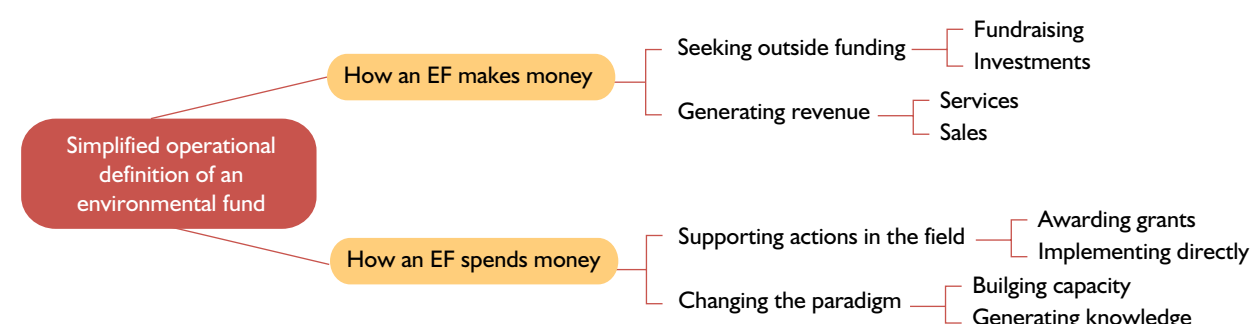 Simplified operational
definition of an
environmental fund
How an EF makes money
Seeking outside funding
Fundraising
Investments
Generating revenue
Services
Sales
How an EF spends money
Supporting actions in the field
Awarding grants
Implementing directly
Changing the paradigm
Builging capacity
Generating knowledge